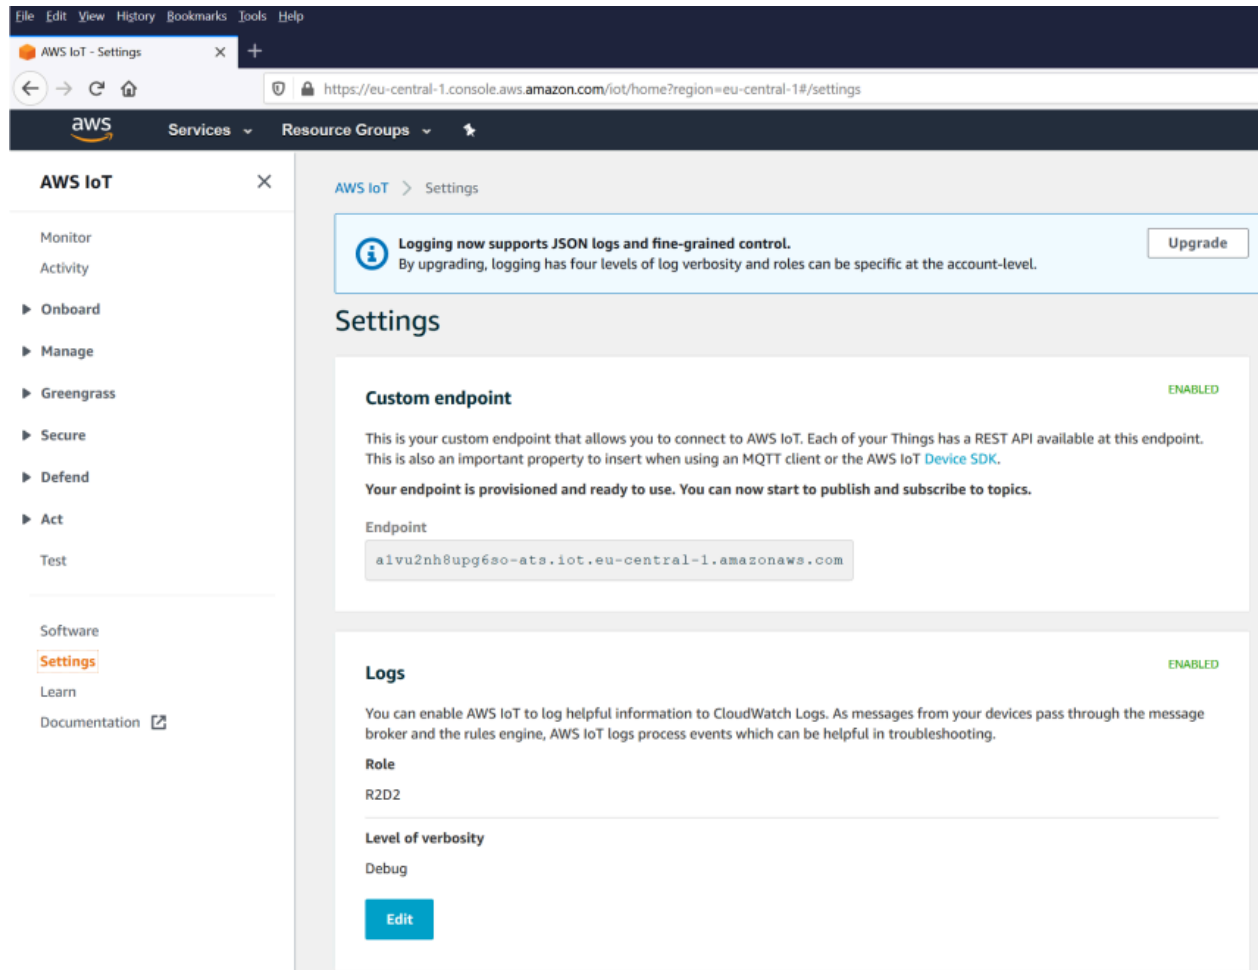 File Edit View History Bookmarks Tools Help
AWS IoT - Settings
https://eu-central-1.console.aws.amazon.com/iot/home?region=eu-central-1#/settings
aws Services Resource Groups
AWS IoT
Monitor
Activity
Onboard
Manage
Greengrass
Secure
Defend
Act
Test
Software
Settings
Learn
Documentation
AWS IoT > Settings
Logging now supports JSON logs and fine-grained control.
By upgrading, logging has four levels of log verbosity and roles can be specific at the account-level.
Upgrade
Settings
Custom endpoint
ENABLED
This is your custom endpoint that allows you to connect to AWS IoT. Each of your Things has a REST API available at this endpoint.
This is also an important property to insert when using an MQTT client or the AWS IoT Device SDK.
Your endpoint is provisioned and ready to use. You can now start to publish and subscribe to topics.
Endpoint
a1vu2nh8upg6so-ats.iot.eu-central-1.amazonaws.com
Logs
ENABLED
You can enable AWS IoT to log helpful information to CloudWatch Logs. As messages from your devices pass through the message
broker and the rules engine, AWS IoT logs process events which can be helpful in troubleshooting.
Role
R2D2
Level of verbosity
Debug
Edit